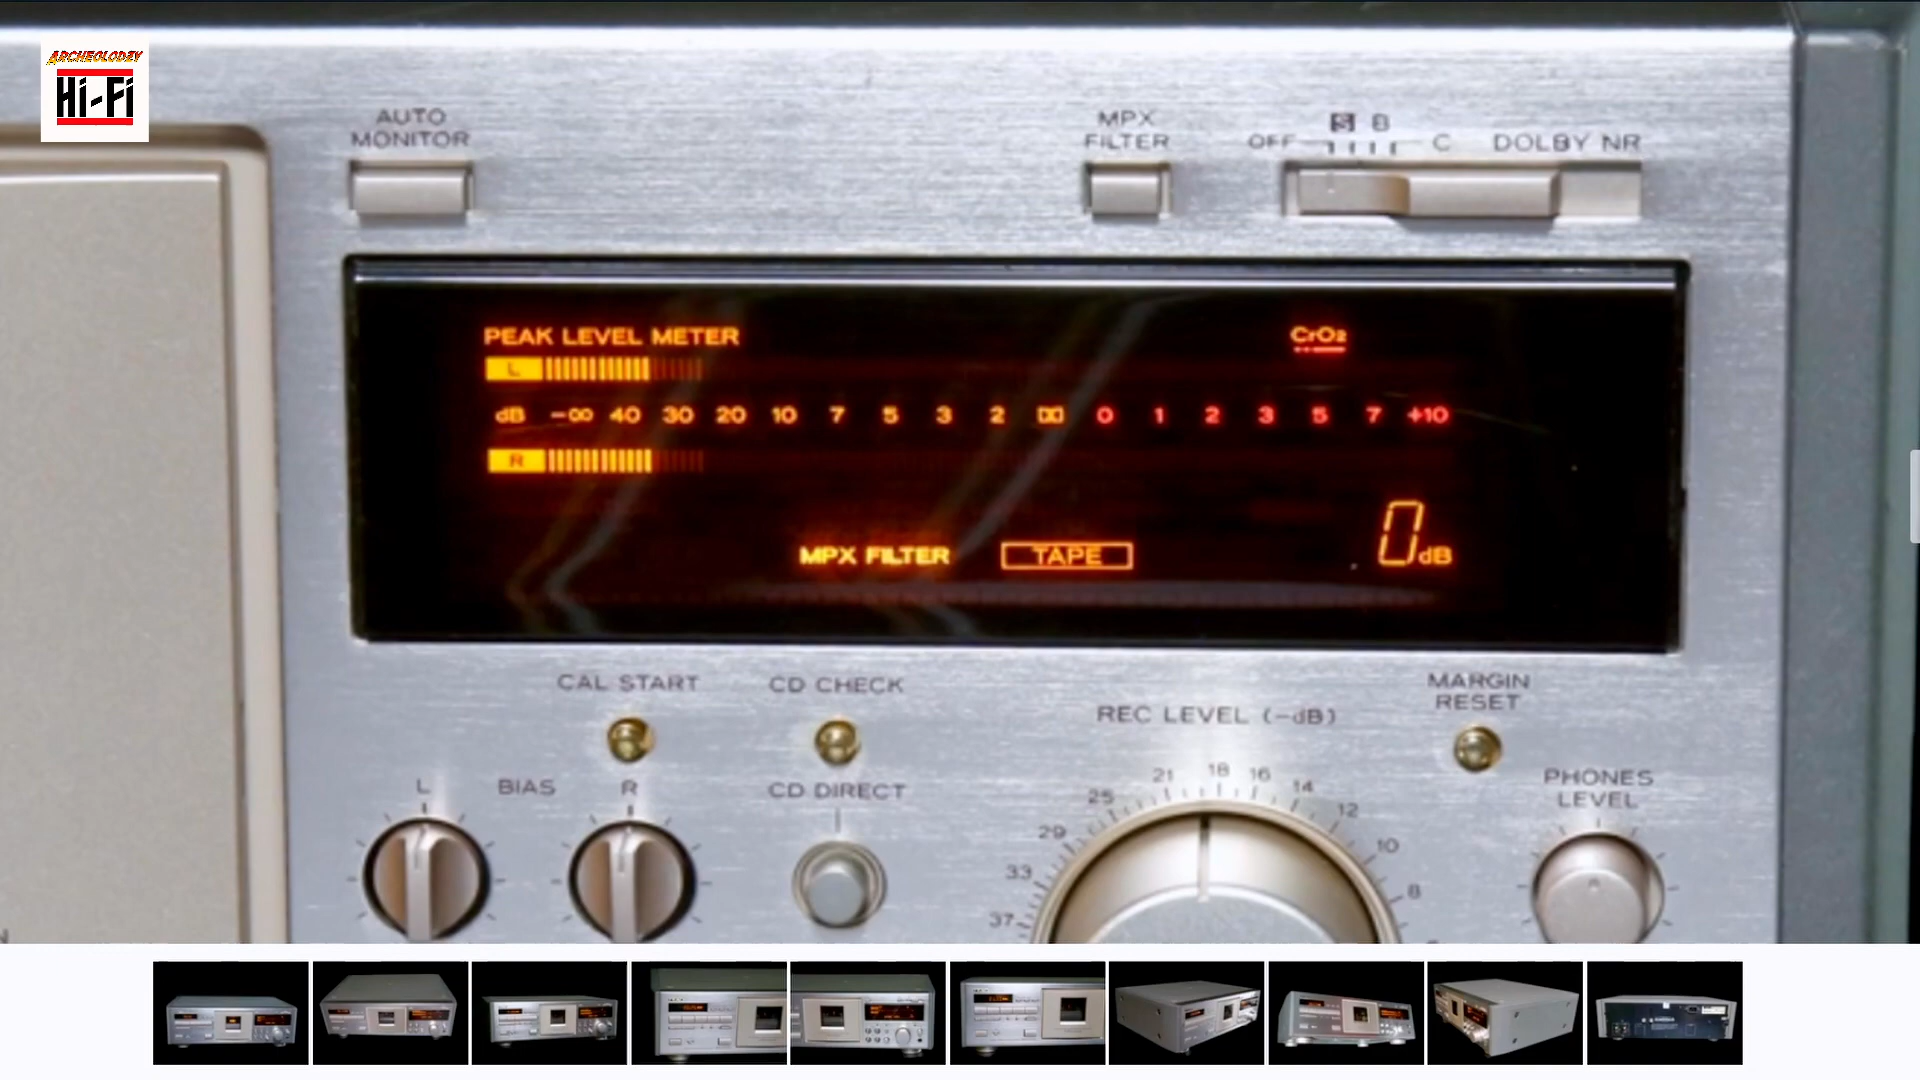 ARCHEOLODZY
Hi-Fi
AUTO
MONITOR
MPX
FILTER
OFF S B C DOLBY NR
PEAK LEVEL METER
CrO2
L
dB -∞ 40 30 20 10 7 5 3 2 0 1 2 3 5 7 +10
R
MPX FILTER TAPE 0dB
CAL START
CD CHECK
MARGIN
RESET
REC LEVEL (-dB)
L BIAS R
CD DIRECT
PHONES
LEVEL
37 33 29 25 21 18 16 14 12 10 8